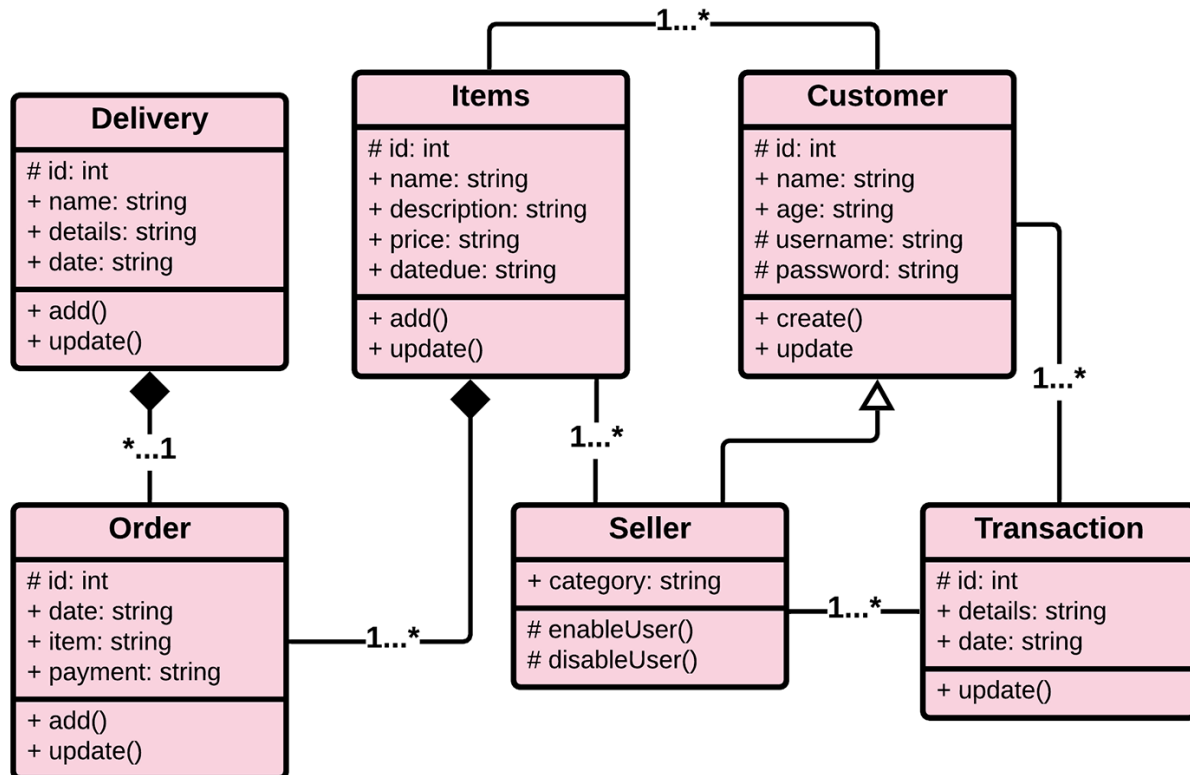 1...*
Delivery
# id: int
+ name: string
+ details: string
+ date: string
+ add()
+ update()
Items
# id: int
+ name: string
+ description: string
+ price: string
+ datedue: string
+ add()
+ update()
Customer
# id: int
+ name: string
+ age: string
# username: string
# password: string
+ create()
+ update
*...1
1...*
1...*
Order
# id: int
+ date: string
+ item: string
+ payment: string
+ add()
+ update()
1...*
Seller
+ category: string
# enableUser()
# disableUser()
1...*
Transaction
# id: int
+ details: string
+ date: string
+ update()